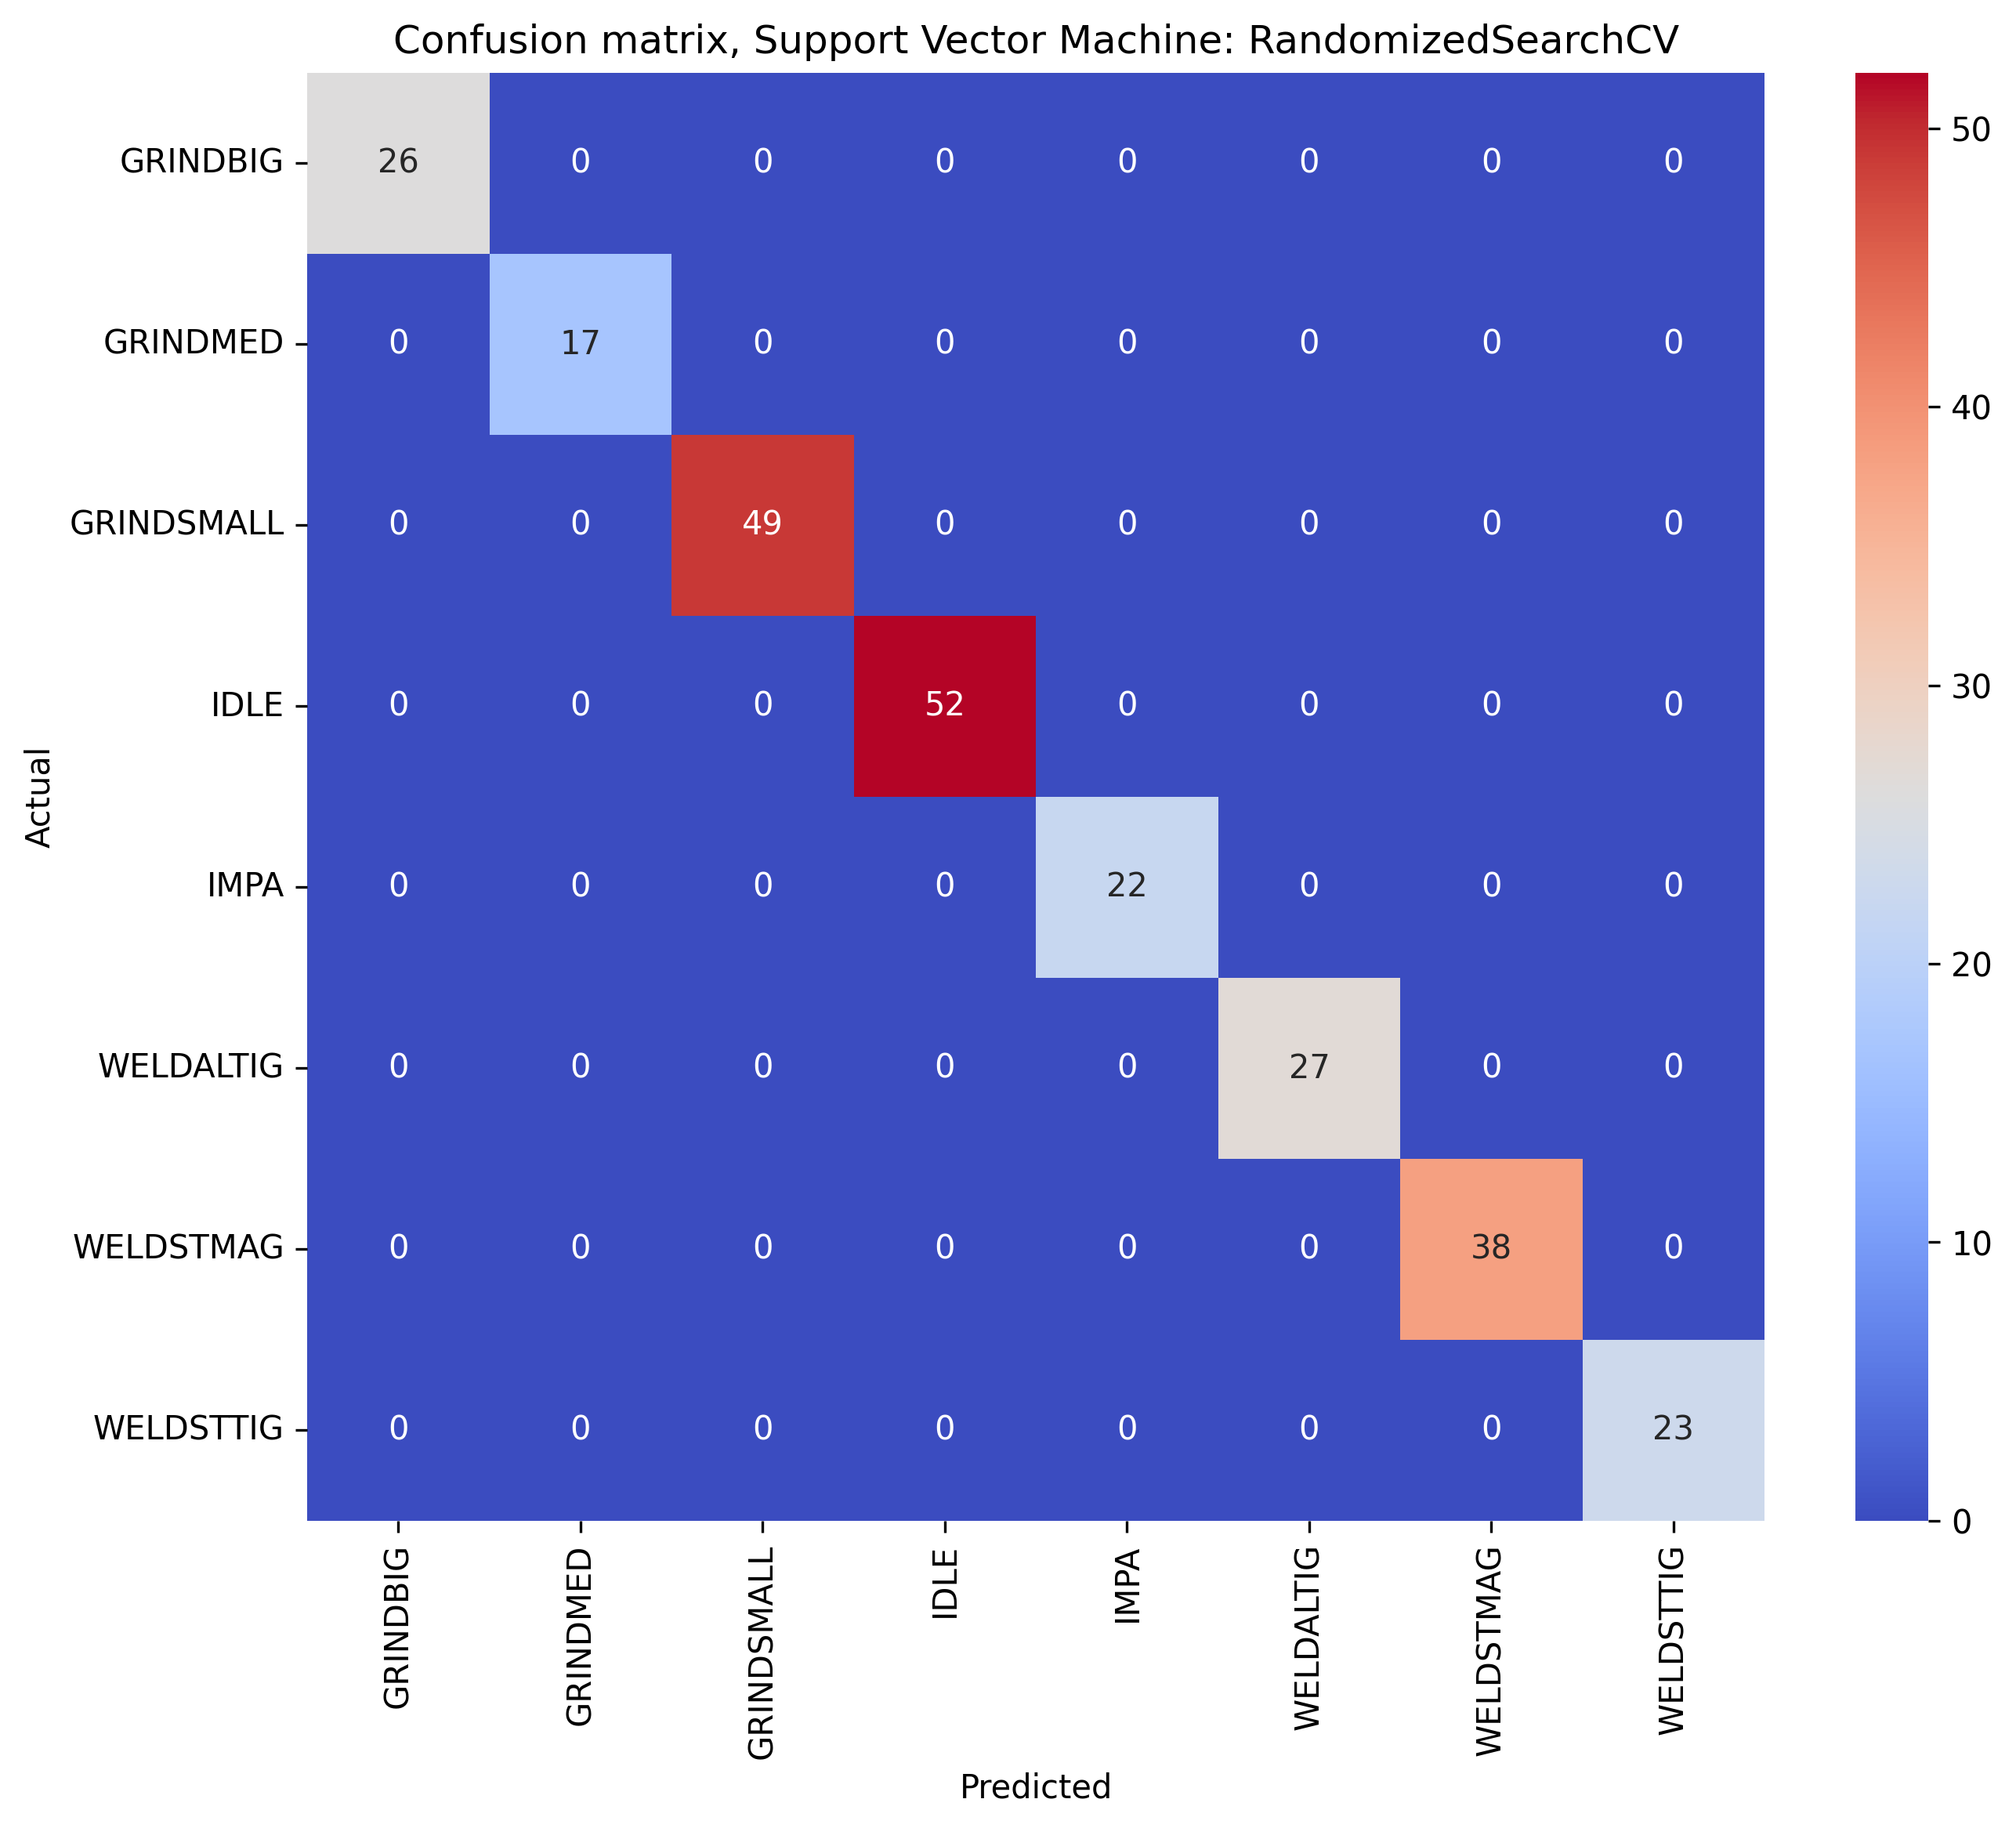 Confusion matrix, Support Vector Machine: RandomizedSearchCV
GRINDBIG 26 0 0 0 0 0 0 0
GRINDMED 0 17 0 0 0 0 0 0
GRINDSMALL 0 0 49 0 0 0 0 0
IDLE 0 0 0 52 0 0 0 0
IMPA 0 0 0 0 22 0 0 0
WELDALTIG 0 0 0 0 0 27 0 0
WELDSTMAG 0 0 0 0 0 0 38 0
WELDSTTIG 0 0 0 0 0 0 0 23
Actual
GRINDBIG
GRINDMED
GRINDSMALL
IDLE
IMPA
WELDALTIG
WELDSTMAG
WELDSTTIG
Predicted
50
40
30
20
10
0